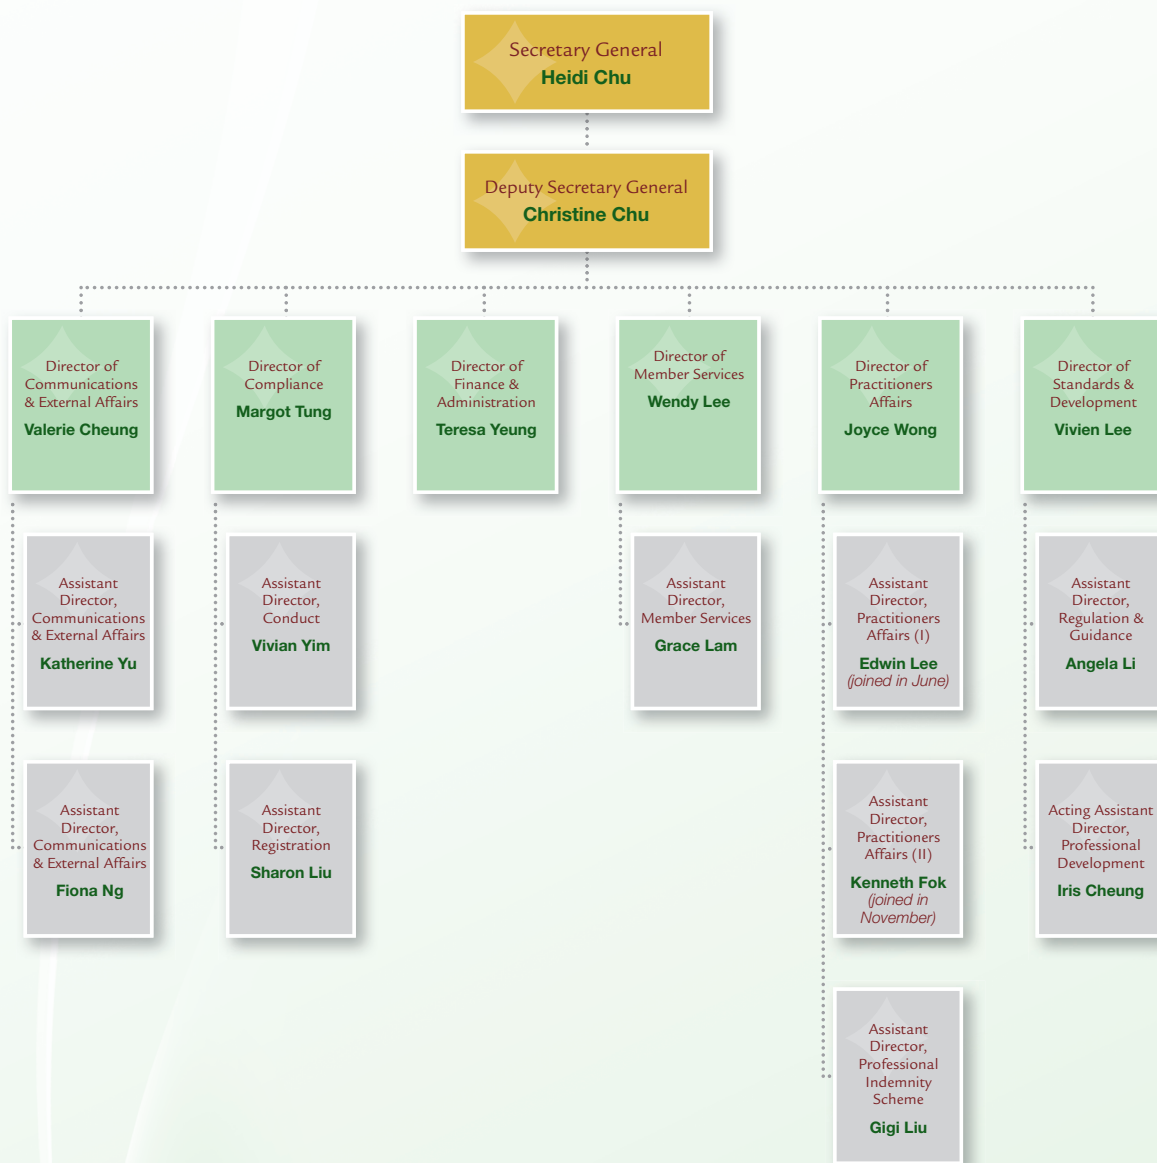 Secretary General
Heidi Chu
Deputy Secretary General
Christine Chu
Director of
Communications
& External Affairs
Valerie Cheung
Director of
Compliance
Margot Tung
Director of
Finance &
Administration
Teresa Yeung
Director of
Member Services
Wendy Lee
Director of
Practitioners
Affairs
Joyce Wong
Director of
Standards &
Development
Vivien Lee
Assistant
Director,
Communications
& External Affairs
Katherine Yu
Assistant
Director,
Conduct
Vivian Yim
Assistant
Director,
Member Services
Grace Lam
Assistant
Director,
Practitioners
Affairs (I)
Edwin Lee
(joined in June)
Assistant
Director,
Regulation &
Guidance
Angela Li
Assistant
Director,
Communications
& External Affairs
Fiona Ng
Assistant
Director,
Registration
Sharon Liu
Assistant
Director,
Practitioners
Affairs (II)
Kenneth Fok
(joined in
November)
Acting Assistant
Director,
Professional
Development
Iris Cheung
Assistant
Director,
Professional
Indemnity
Scheme
Gigi Liu